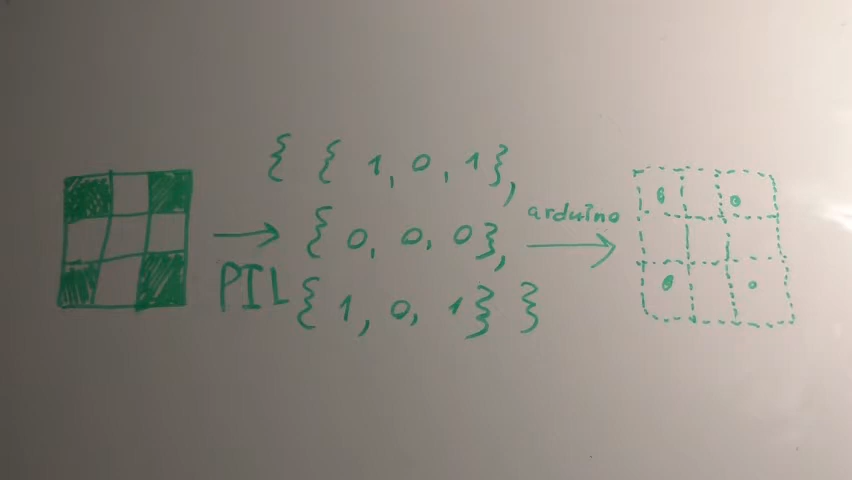 { { 1, 0, 1},
arduino
{ 0, 0, 0},
PIL
{ 1, 0, 1} }